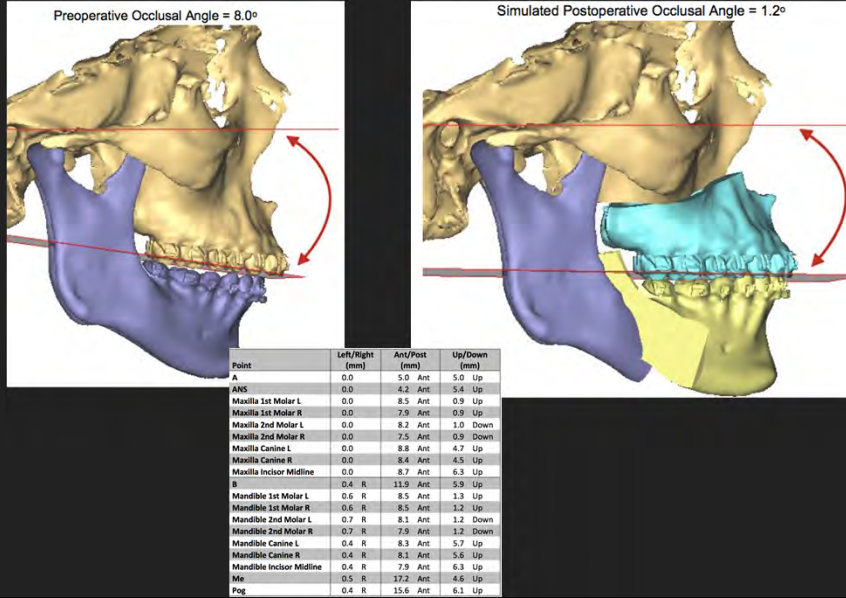 Preoperative Occlusal Angle = 8.0º
Simulated Postoperative Occlusal Angle = 1.2º
Point Left/Right (mm) Ant/Post (mm) Up/Down (mm)
A 0.0 5.0 Ant 5.0 Up
ANS 0.0 4.2 Ant 5.4 Up
Maxilla 1st Molar L 0.0 8.5 Ant 0.9 Up
Maxilla 1st Molar R 0.0 7.9 Ant 0.9 Up
Maxilla 2nd Molar L 0.0 8.2 Ant 1.0 Down
Maxilla 2nd Molar R 0.0 7.5 Ant 0.9 Down
Maxilla Canine L 0.0 8.8 Ant 4.7 Up
Maxilla Canine R 0.0 8.4 Ant 4.5 Up
Maxilla Incisor Midline 0.0 8.7 Ant 6.3 Up
B 0.4 R 11.9 Ant 5.9 Up
Mandible 1st Molar L 0.6 R 8.5 Ant 1.3 Up
Mandible 1st Molar R 0.6 R 8.5 Ant 1.2 Up
Mandible 2nd Molar L 0.7 R 8.1 Ant 1.2 Down
Mandible 2nd Molar R 0.7 R 7.9 Ant 1.2 Down
Mandible Canine L 0.4 R 8.3 Ant 5.7 Up
Mandible Canine R 0.4 R 8.1 Ant 5.6 Up
Mandible Incisor Midline 0.4 R 7.9 Ant 6.3 Up
Me 0.5 R 17.2 Ant 4.6 Up
Pog 0.4 R 15.6 Ant 6.1 Up